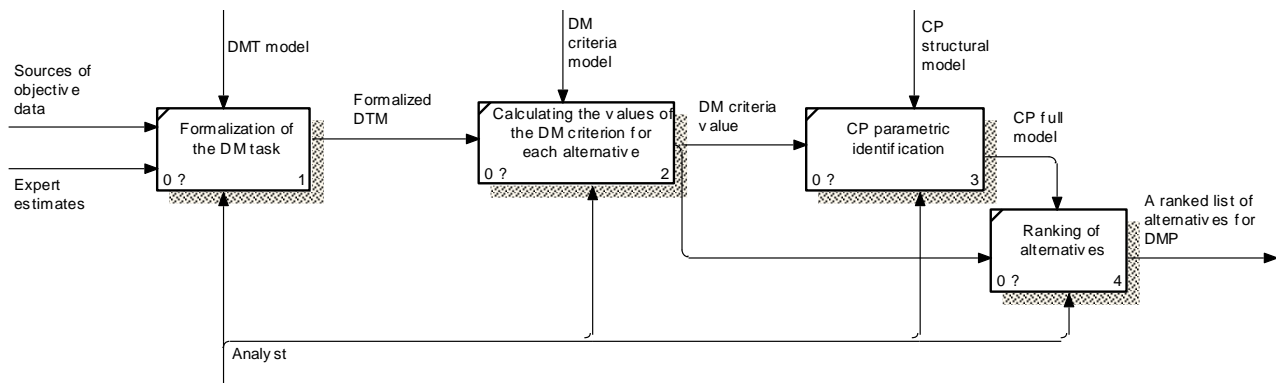 DMT model
DM
criteria
model
CP
structural
model
Sources of
objective
data
Formalized
DTM
DM criteria
value
CP full
model
Formalization of
the DM task
0 ?
1
Calculating the values of
the DM criterion for
each alternative
0 ?
2
CP parametric
identification
0 ?
3
Expert
estimates
A ranked list of
alternatives for
DMP
Ranking of
alternatives
0 ?
4
Analyst